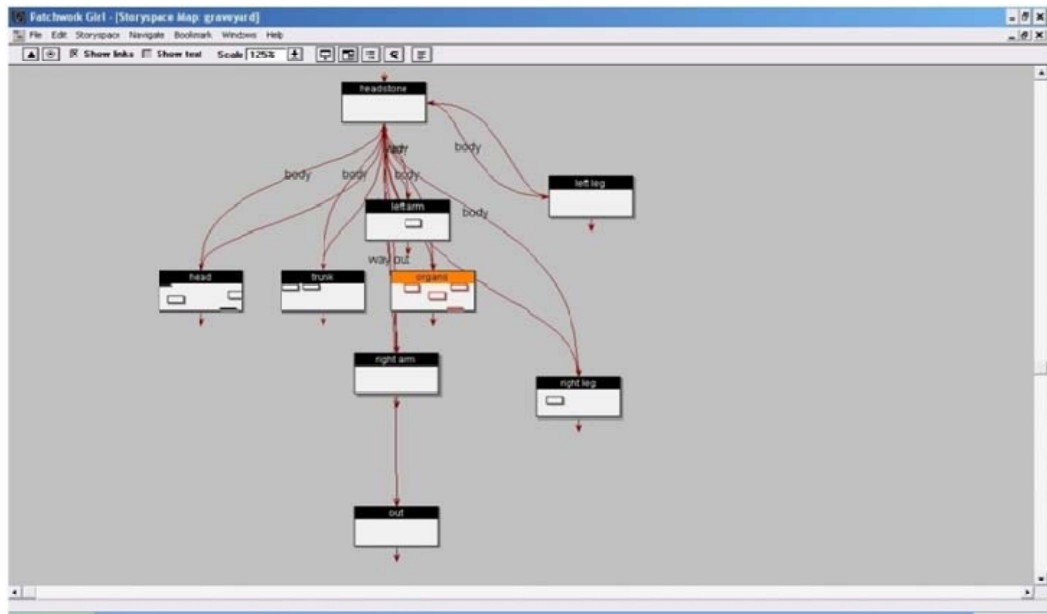 Patchwork Girl - [Storyspace Map: graveyard]
File Edit Storyspace Navigate Bookmark Windows Help
Show links Show text Scale 125%
headstone
body
body
body
body
body
left leg
left arm
way out
head
trunk
organs
right arm
right leg
out